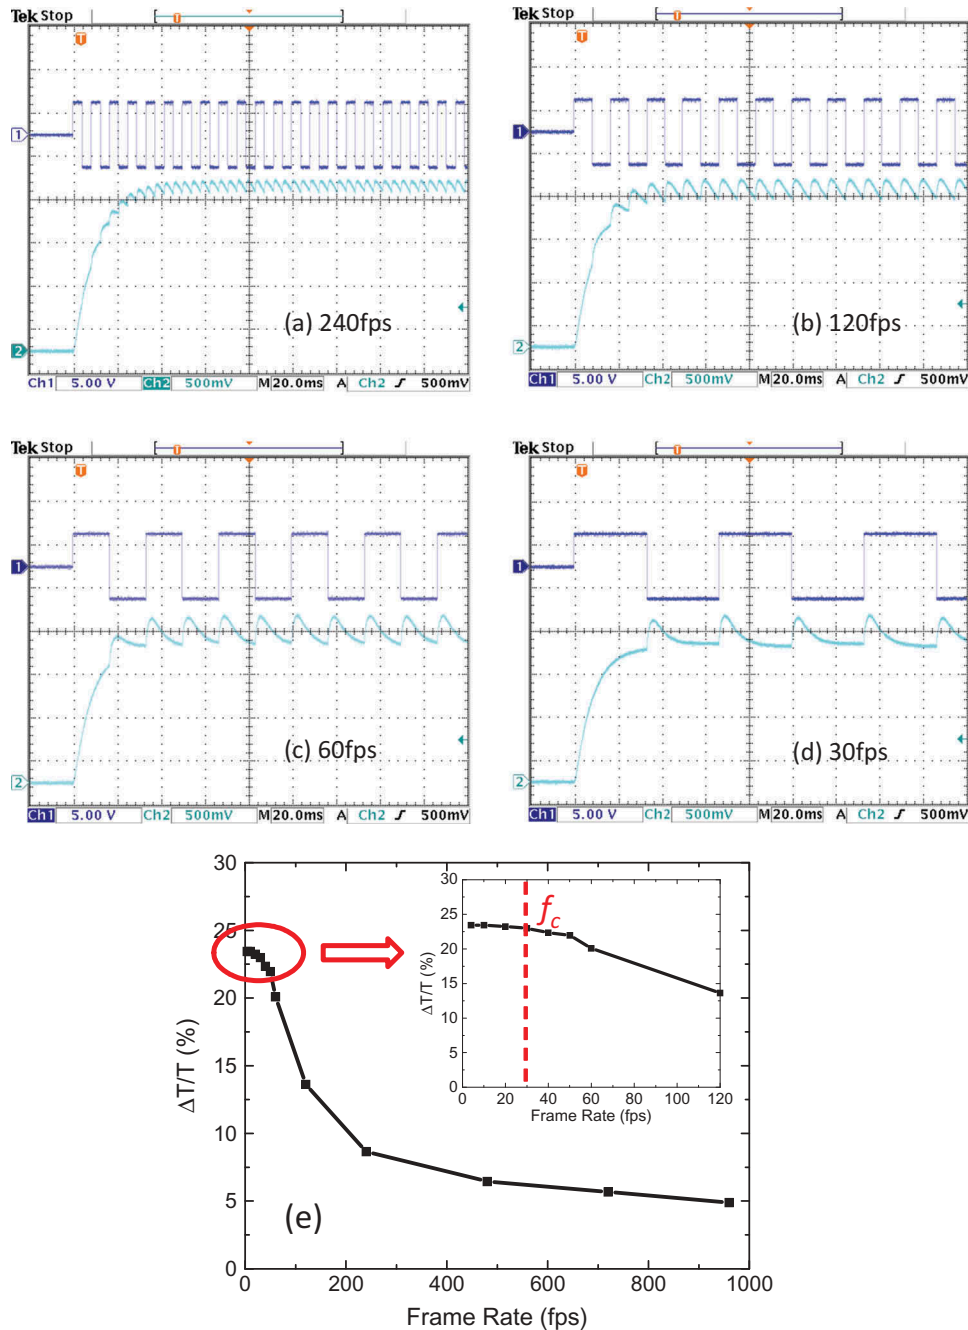 Tek Stop
T
T
1
2
(a) 240fps
Ch1 5.00 V Ch2 500mV M 20.0ms A Ch2 500mV
Tek Stop
T
T
1
2
(b) 120fps
Ch1 5.00 V Ch2 500mV M 20.0ms A Ch2 500mV
Tek Stop
T
T
1
2
(c) 60fps
Ch1 5.00 V Ch2 500mV M 20.0ms A Ch2 500mV
Tek Stop
T
T
1
2
(d) 30fps
Ch1 5.00 V Ch2 500mV M 20.0ms A Ch2 500mV
30
25
20
15
10
5
0
ΔT/T (%)
0 200 400 600 800 1000
Frame Rate (fps)
(e)
30
25
20
15
10
5
0
ΔT/T (%)
fc
0 20 40 60 80 100 120
Frame Rate (fps)